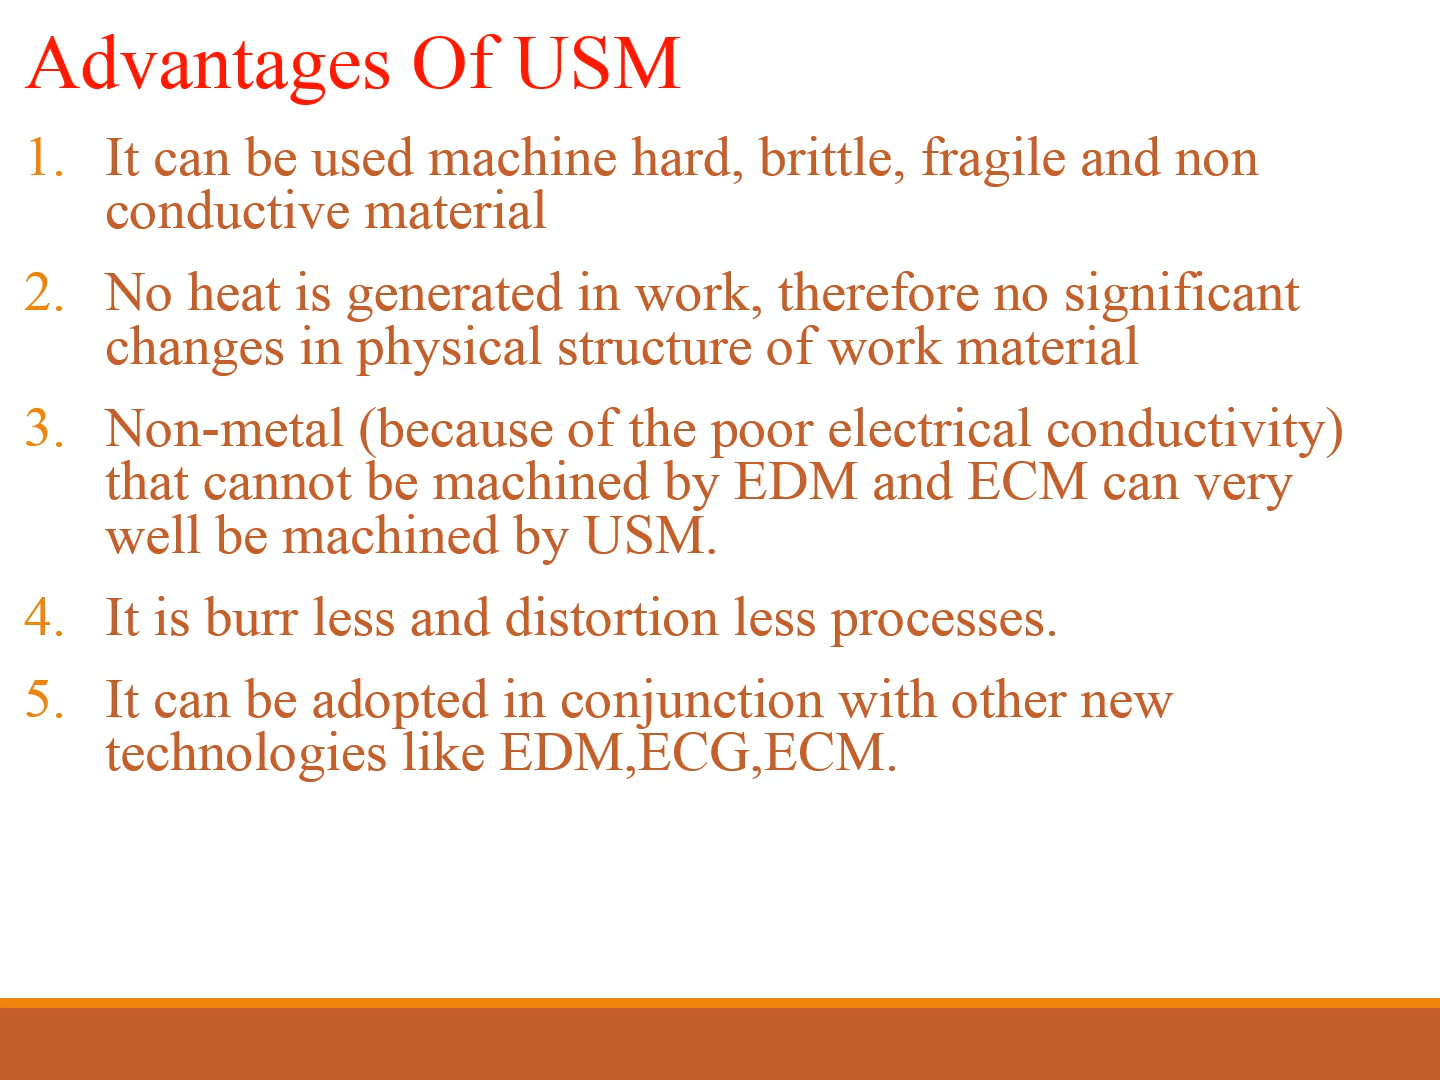 Advantages Of USM
1. It can be used machine hard, brittle, fragile and non
conductive material
2. No heat is generated in work, therefore no significant
changes in physical structure of work material
3. Non-metal (because of the poor electrical conductivity)
that cannot be machined by EDM and ECM can very
well be machined by USM.
4. It is burr less and distortion less processes.
5. It can be adopted in conjunction with other new
technologies like EDM,ECG,ECM.